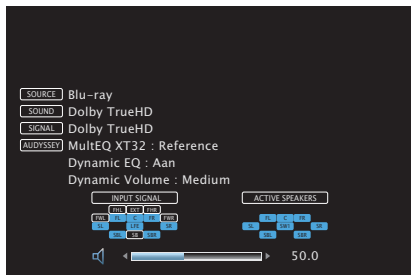 SOURCE Blu-ray
SOUND Dolby TrueHD
SIGNAL Dolby TrueHD
AUDYSSEY MultEQ XT32 : Reference
Dynamic EQ : Aan
Dynamic Volume : Medium
INPUT SIGNAL ACTIVE SPEAKERS
FHL EXT FHR
FWL FL C FR FWR FL C FR
SL LFE SR SL SW1 SR
SBL SB SBR SBL SBR
50.0